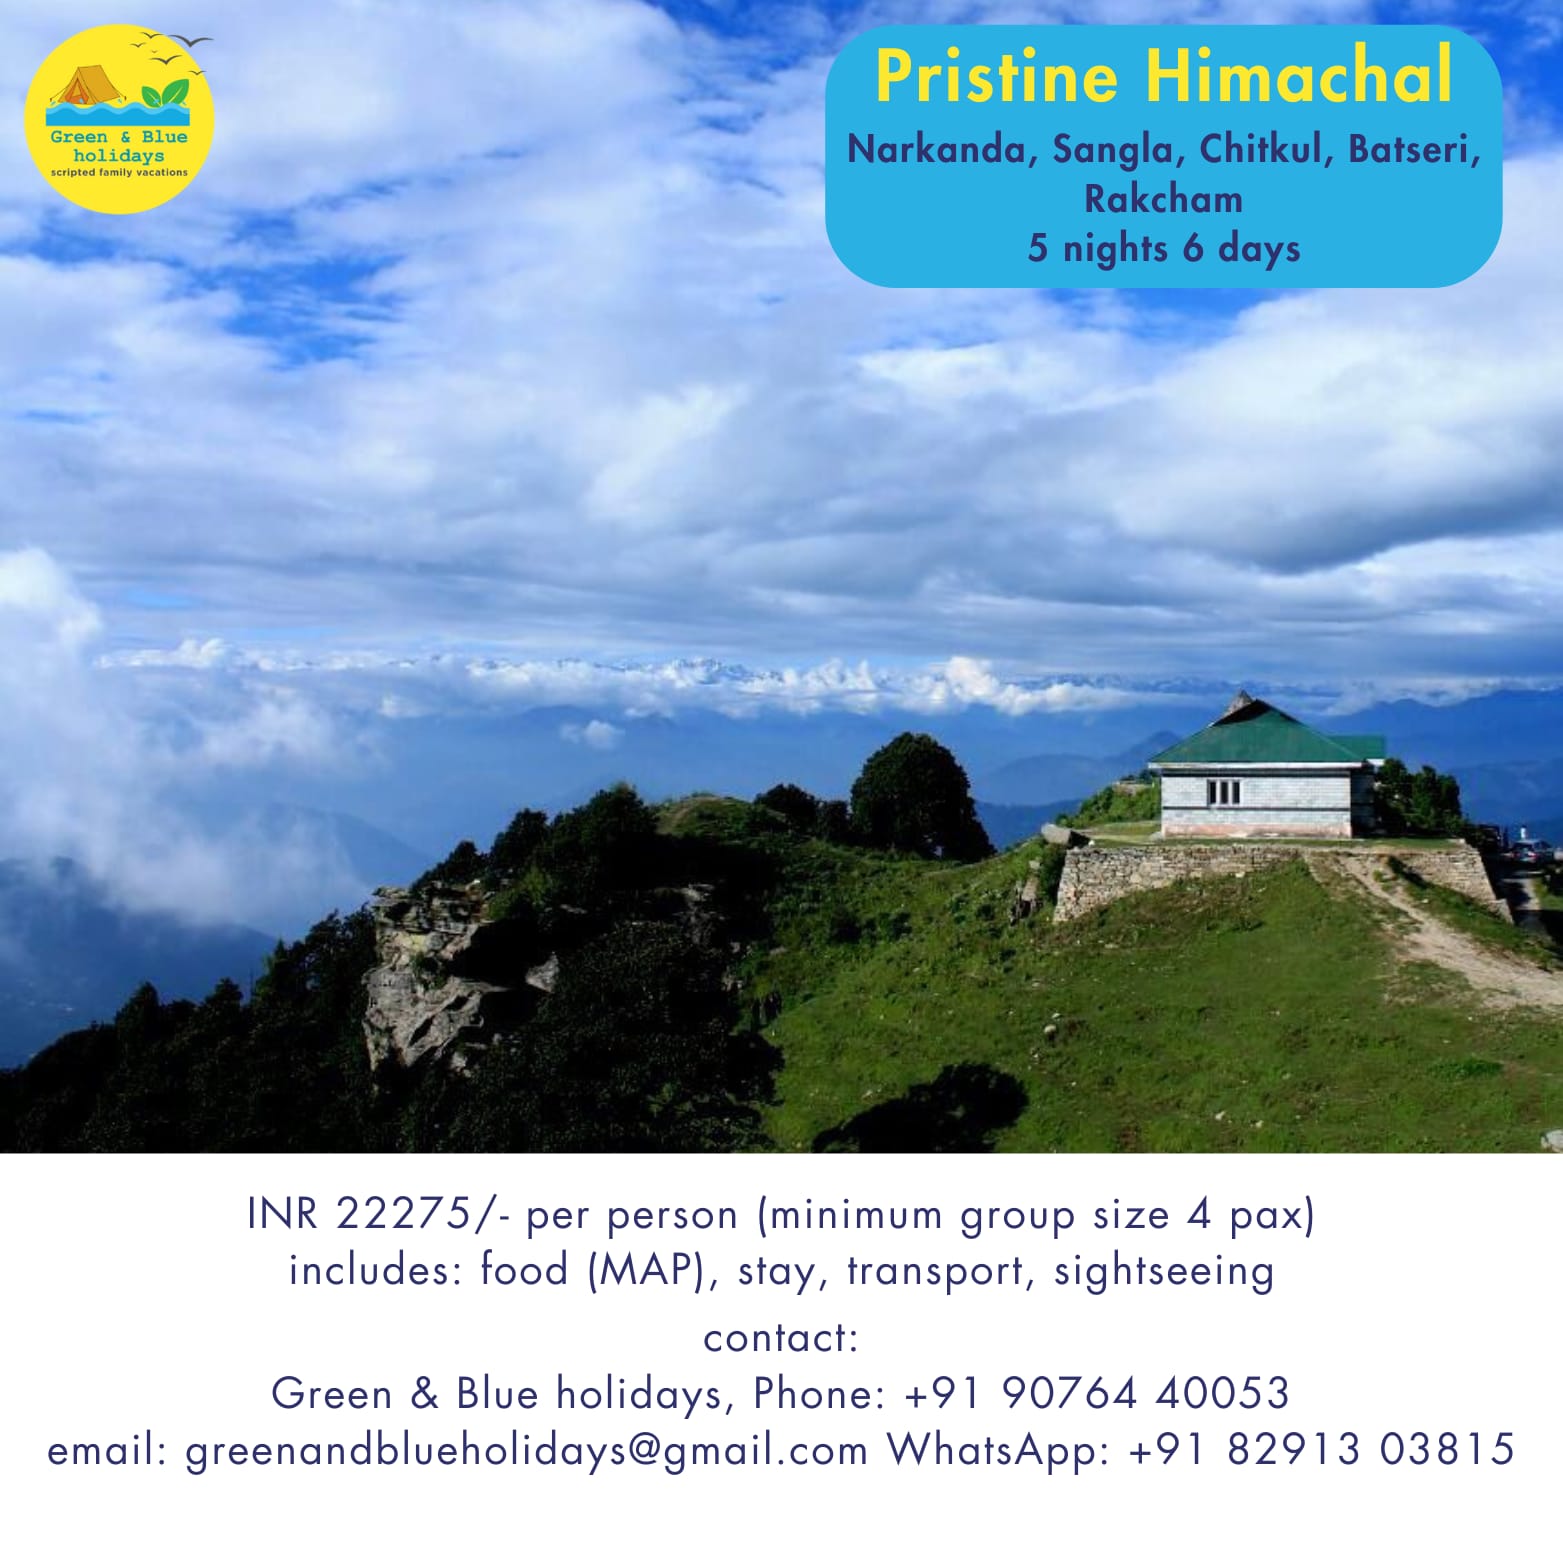 Green & Blue
holidays
scripted family vacations
Pristine Himachal
Narkanda, Sangla, Chitkul, Batseri,
Rakcham
5 nights 6 days
INR 22275/- per person (minimum group size 4 pax)
includes: food (MAP), stay, transport, sightseeing
contact:
Green & Blue holidays, Phone: +91 90764 40053
email: greenandblueholidays@gmail.com WhatsApp: +91 82913 03815